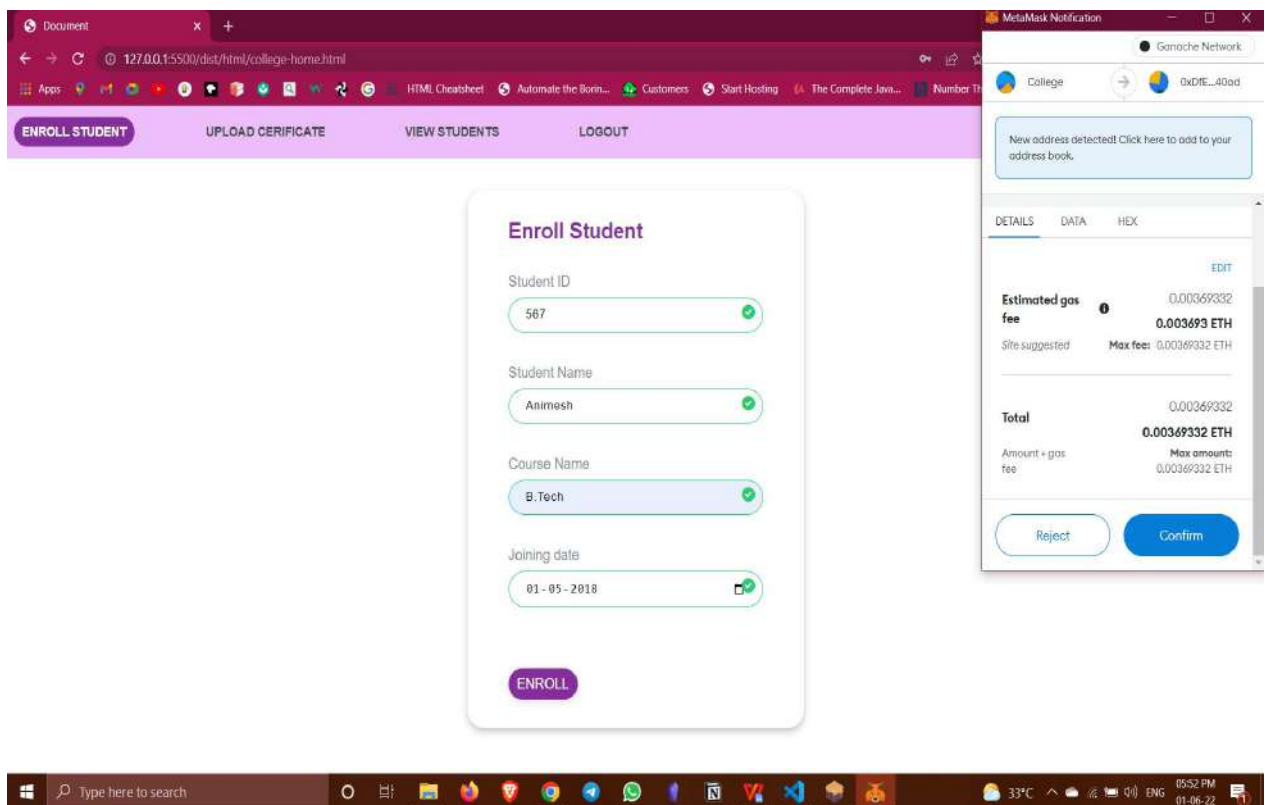 Document
127.0.0.1:5500/dist/html/college-home.html
Apps
HTML Cheatsheet
Automate the Borin...
Customers
Start Hosting
The Complete Java...
Number Th
ENROLL STUDENT
UPLOAD CERIFICATE
VIEW STUDENTS
LOGOUT
Enroll Student
Student ID
567
Student Name
Animesh
Course Name
B.Tech
Joining date
01-05-2018
ENROLL
MetaMask Notification
Ganache Network
College
0xDfE...40ad
New address detected! Click here to add to your
address book.
DETAILS DATA HEX
EDIT
Estimated gas 0.00369332
fee 0.003693 ETH
Site suggested Max fee: 0.00369332 ETH
0.00369332
Total
0.00369332 ETH
Amount + gas Max amount:
fee 0.00369332 ETH
Reject Confirm
Type here to search
33°C
ENG
05:52 PM
01-06-22